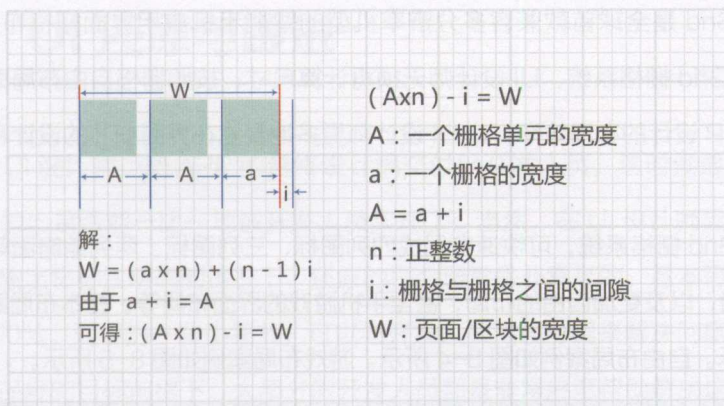 W
A
A
a
i
解：
W = ( a x n ) + ( n - 1 ) i
由于 a + i = A
可得：( A x n ) - i = W
( Axn ) - i = W
A：一个栅格单元的宽度
a：一个栅格的宽度
A = a + i
n：正整数
i：栅格与栅格之间的间隙
W：页面/区块的宽度